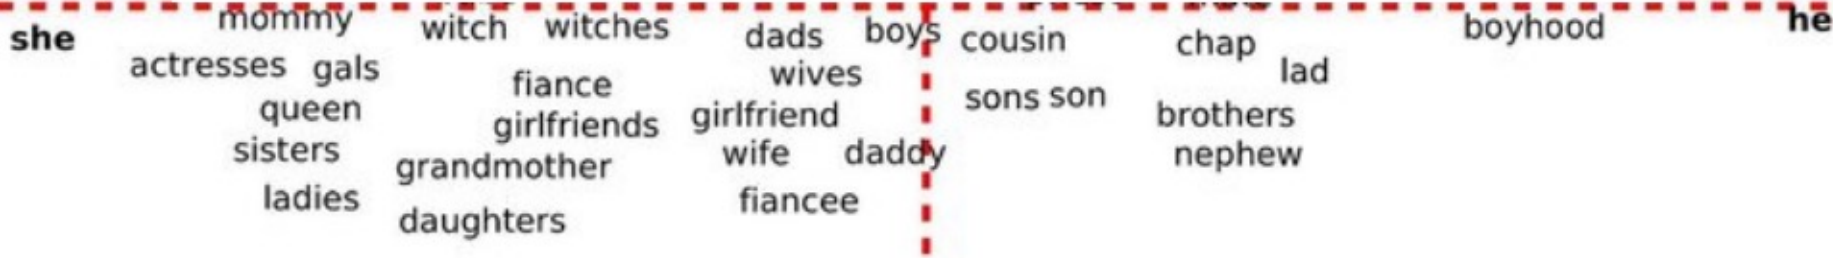 mommy witch witches dads boys cousin chap boyhood he
she
actresses gals fiance wives lad
queen girlfriends girlfriend sons son brothers
sisters grandmother wife daddy nephew
ladies daughters fiancee